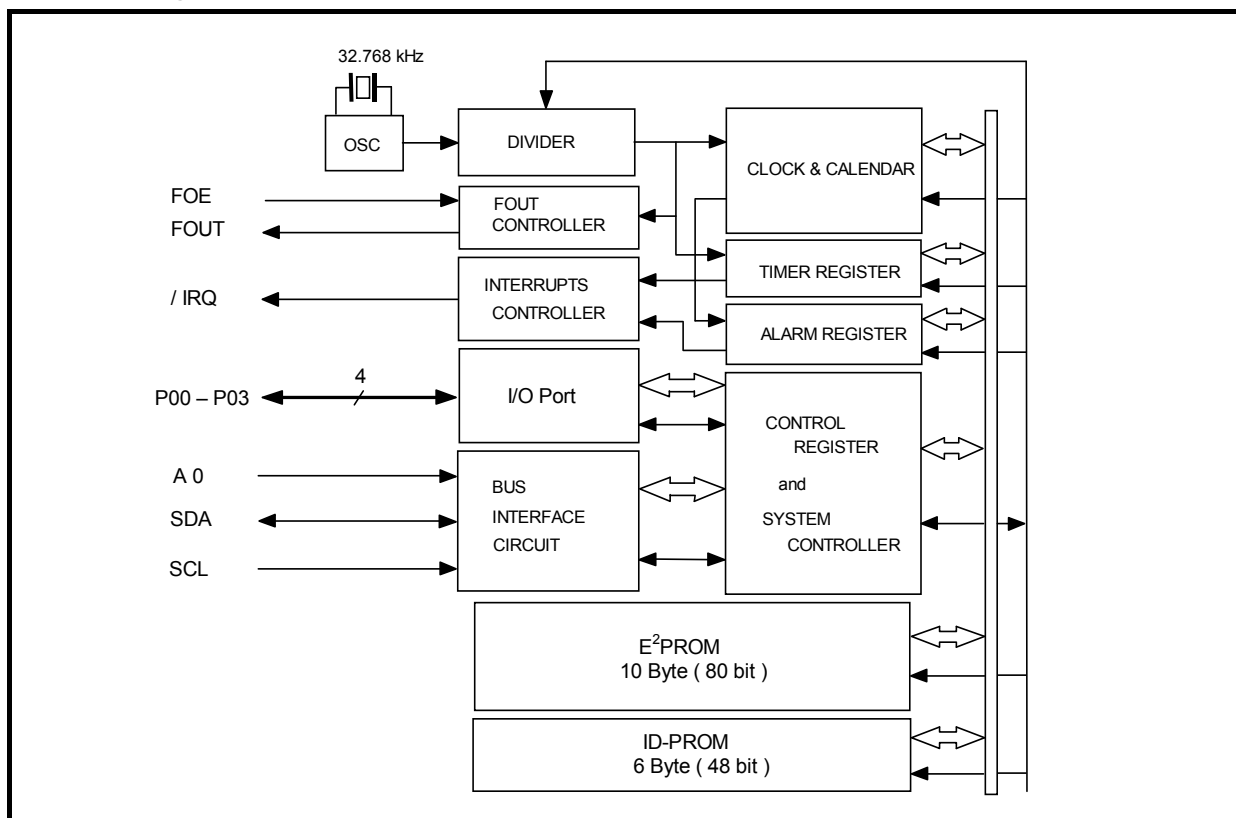 32.768 kHz
OSC
DIVIDER
CLOCK & CALENDAR
FOE
FOUT
FOUT
CONTROLLER
TIMER REGISTER
/ IRQ
INTERRUPTS
CONTROLLER
ALARM REGISTER
P00 – P03
4
I/O Port
CONTROL
REGISTER
and
SYSTEM
CONTROLLER
A 0
SDA
SCL
BUS
INTERFACE
CIRCUIT
E²PROM
10 Byte ( 80 bit )
ID-PROM
6 Byte ( 48 bit )